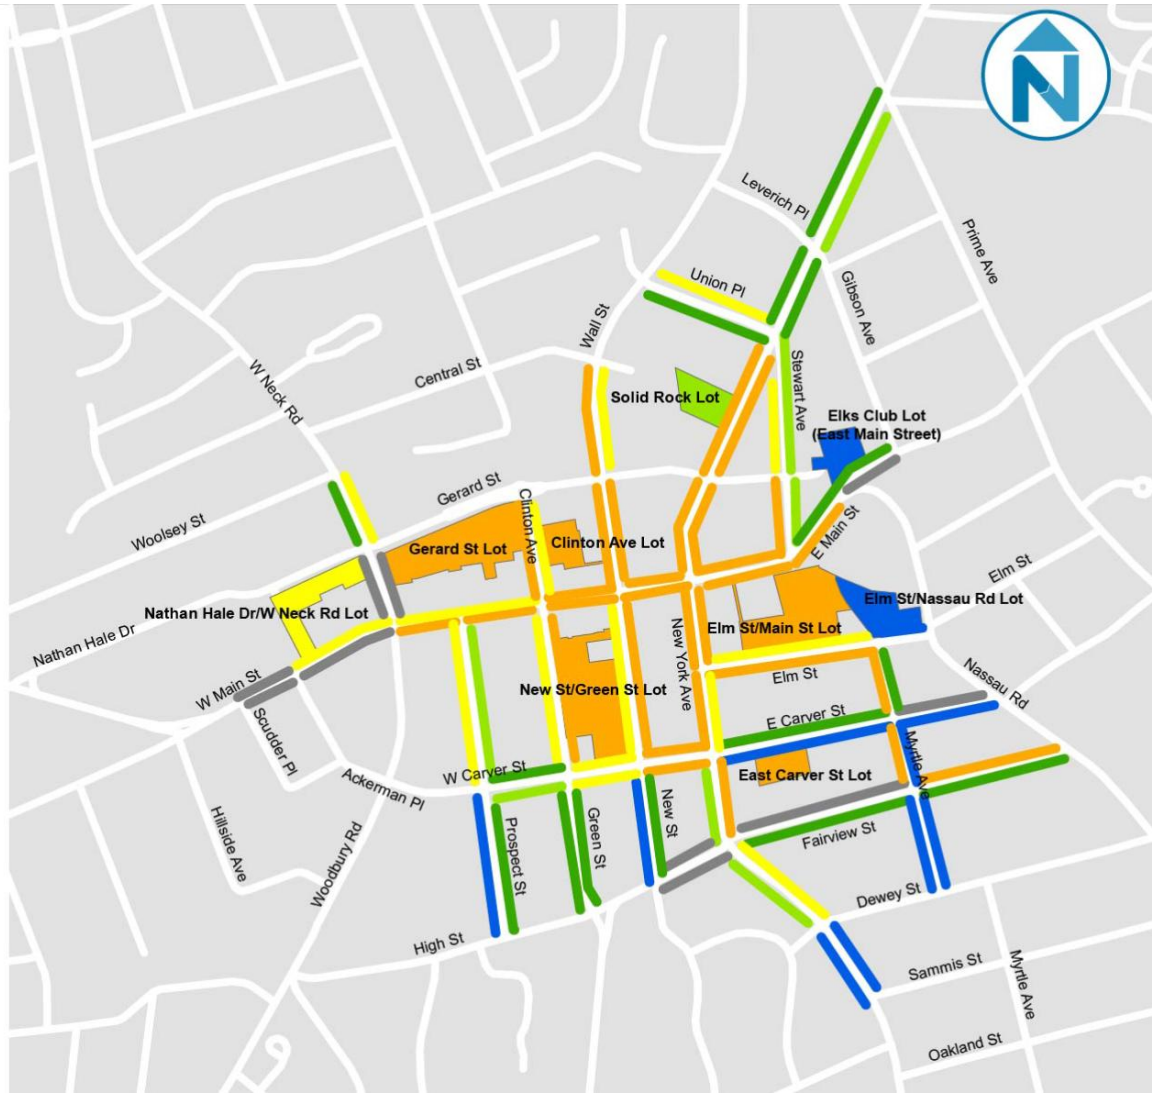 N
Leverich Pl
Prime Ave
Union Pl
Gibson Ave
Wall St
Stewart Ave
Central St
W Neck Rd
Solid Rock Lot
Elks Club Lot
(East Main Street)
Gerard St
Clinton Ave
Woolsey St
E Main St
Gerard St Lot
Clinton Ave Lot
Elm St
Elm St/Nassau Rd Lot
Nathan Hale Dr/W Neck Rd Lot
Nathan Hale Dr
New York Ave
Elm St/Main St Lot
Elm St
Nassau Rd
W Main St
New St/Green St Lot
Scudder Pl
E Carver St
Myrtle Ave
W Carver St
Ackerman Pl
East Carver St Lot
Hillside Ave
Woodbury Rd
Prospect St
Green St
New St
Fairview St
Dewey St
High St
Sammis St
Myrtle Ave
Oakland St